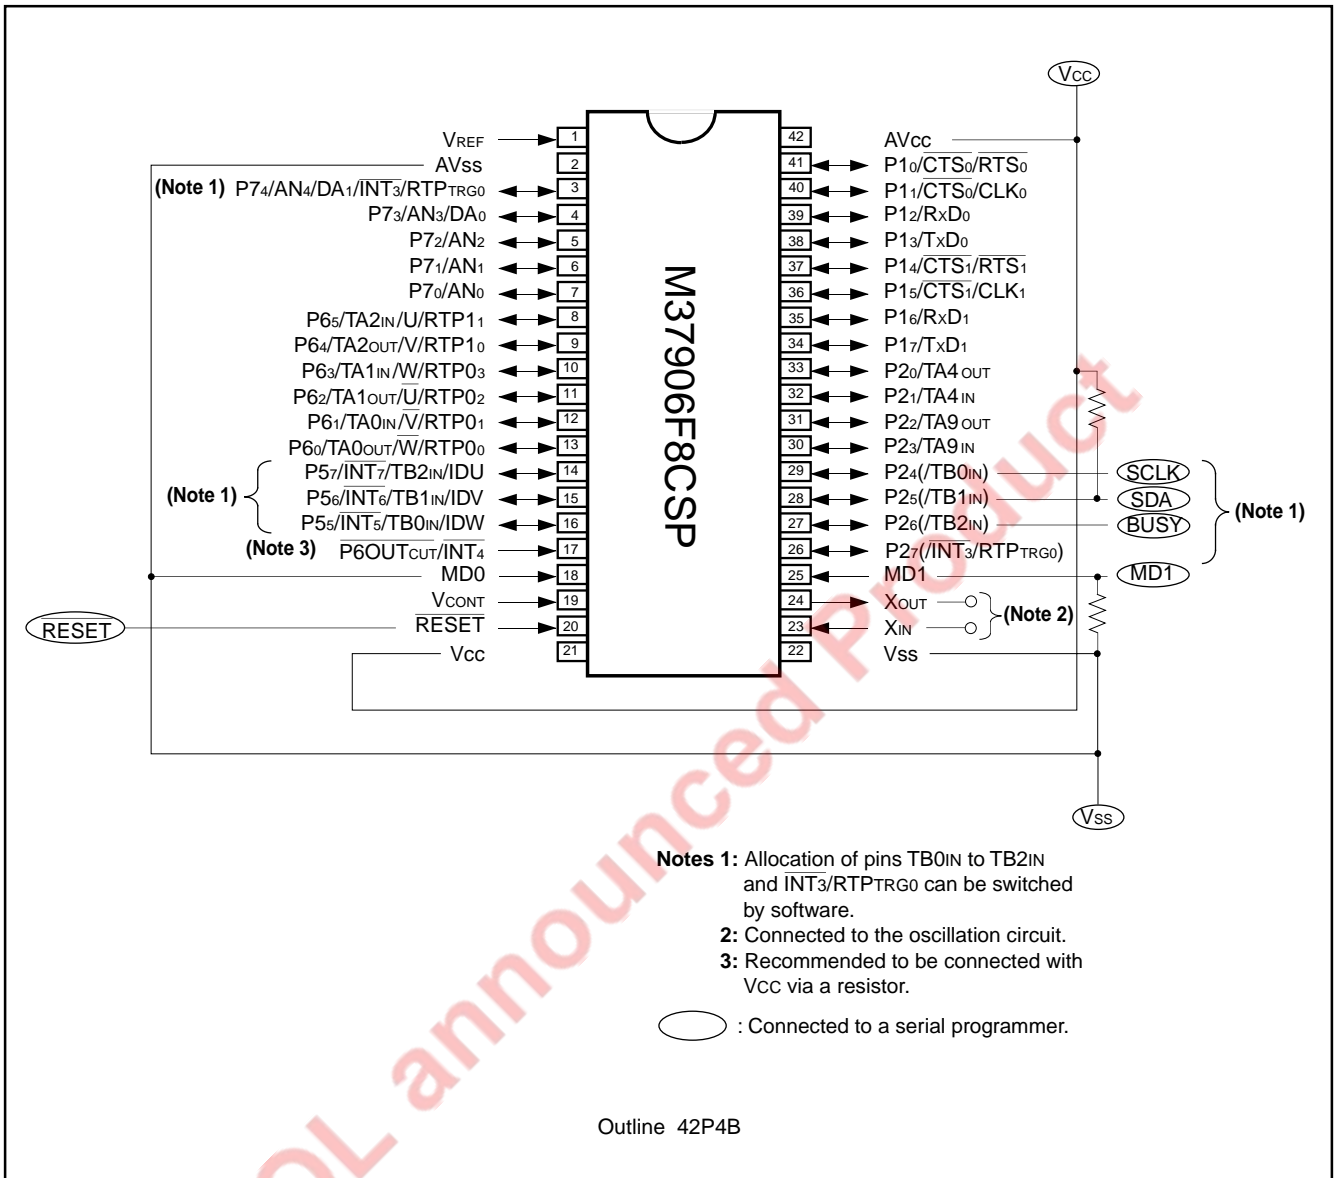 Vcc
VREF 1
AVss 2
(Note 1) P74/AN4/DA1/INT3/RTPTRG0 3
P73/AN3/DA0 4
P72/AN2 5
P71/AN1 6
P70/AN0 7
P65/TA2IN/U/RTP11 8
P64/TA2OUT/V/RTP10 9
P63/TA1IN/W/RTP03 10
P62/TA1OUT/U/RTP02 11
P61/TA0IN/V/RTP01 12
P60/TA0OUT/W/RTP00 13
P57/INT7/TB2IN/IDU 14
(Note 1)
P56/INT6/TB1IN/IDV 15
P55/INT5/TB0IN/IDW 16
(Note 3) P6OUTCUT/INT4 17
MD0 18
VCONT 19
RESET RESET 20
Vcc 21
M37906F8CSP
42 AVcc
41 P10/CTS0/RTS0
40 P11/CTS0/CLK0
39 P12/RxD0
38 P13/TxD0
37 P14/CTS1/RTS1
36 P15/CTS1/CLK1
35 P16/RxD1
34 P17/TxD1
33 P20/TA4OUT
32 P21/TA4IN
31 P22/TA9OUT
30 P23/TA9IN
29 P24(/TB0IN) SCLK
28 P25(/TB1IN) SDA
(Note 1)
27 P26(/TB2IN) BUSY
26 P27(/INT3/RTPTRG0)
25 MD1 MD1
24 XOUT
(Note 2)
23 XIN
22 Vss
Vss
Notes 1: Allocation of pins TB0IN to TB2IN
and INT3/RTPTRG0 can be switched
by software.
2: Connected to the oscillation circuit.
3: Recommended to be connected with
VCC via a resistor.
: Connected to a serial programmer.
Outline 42P4B
OL announced Product